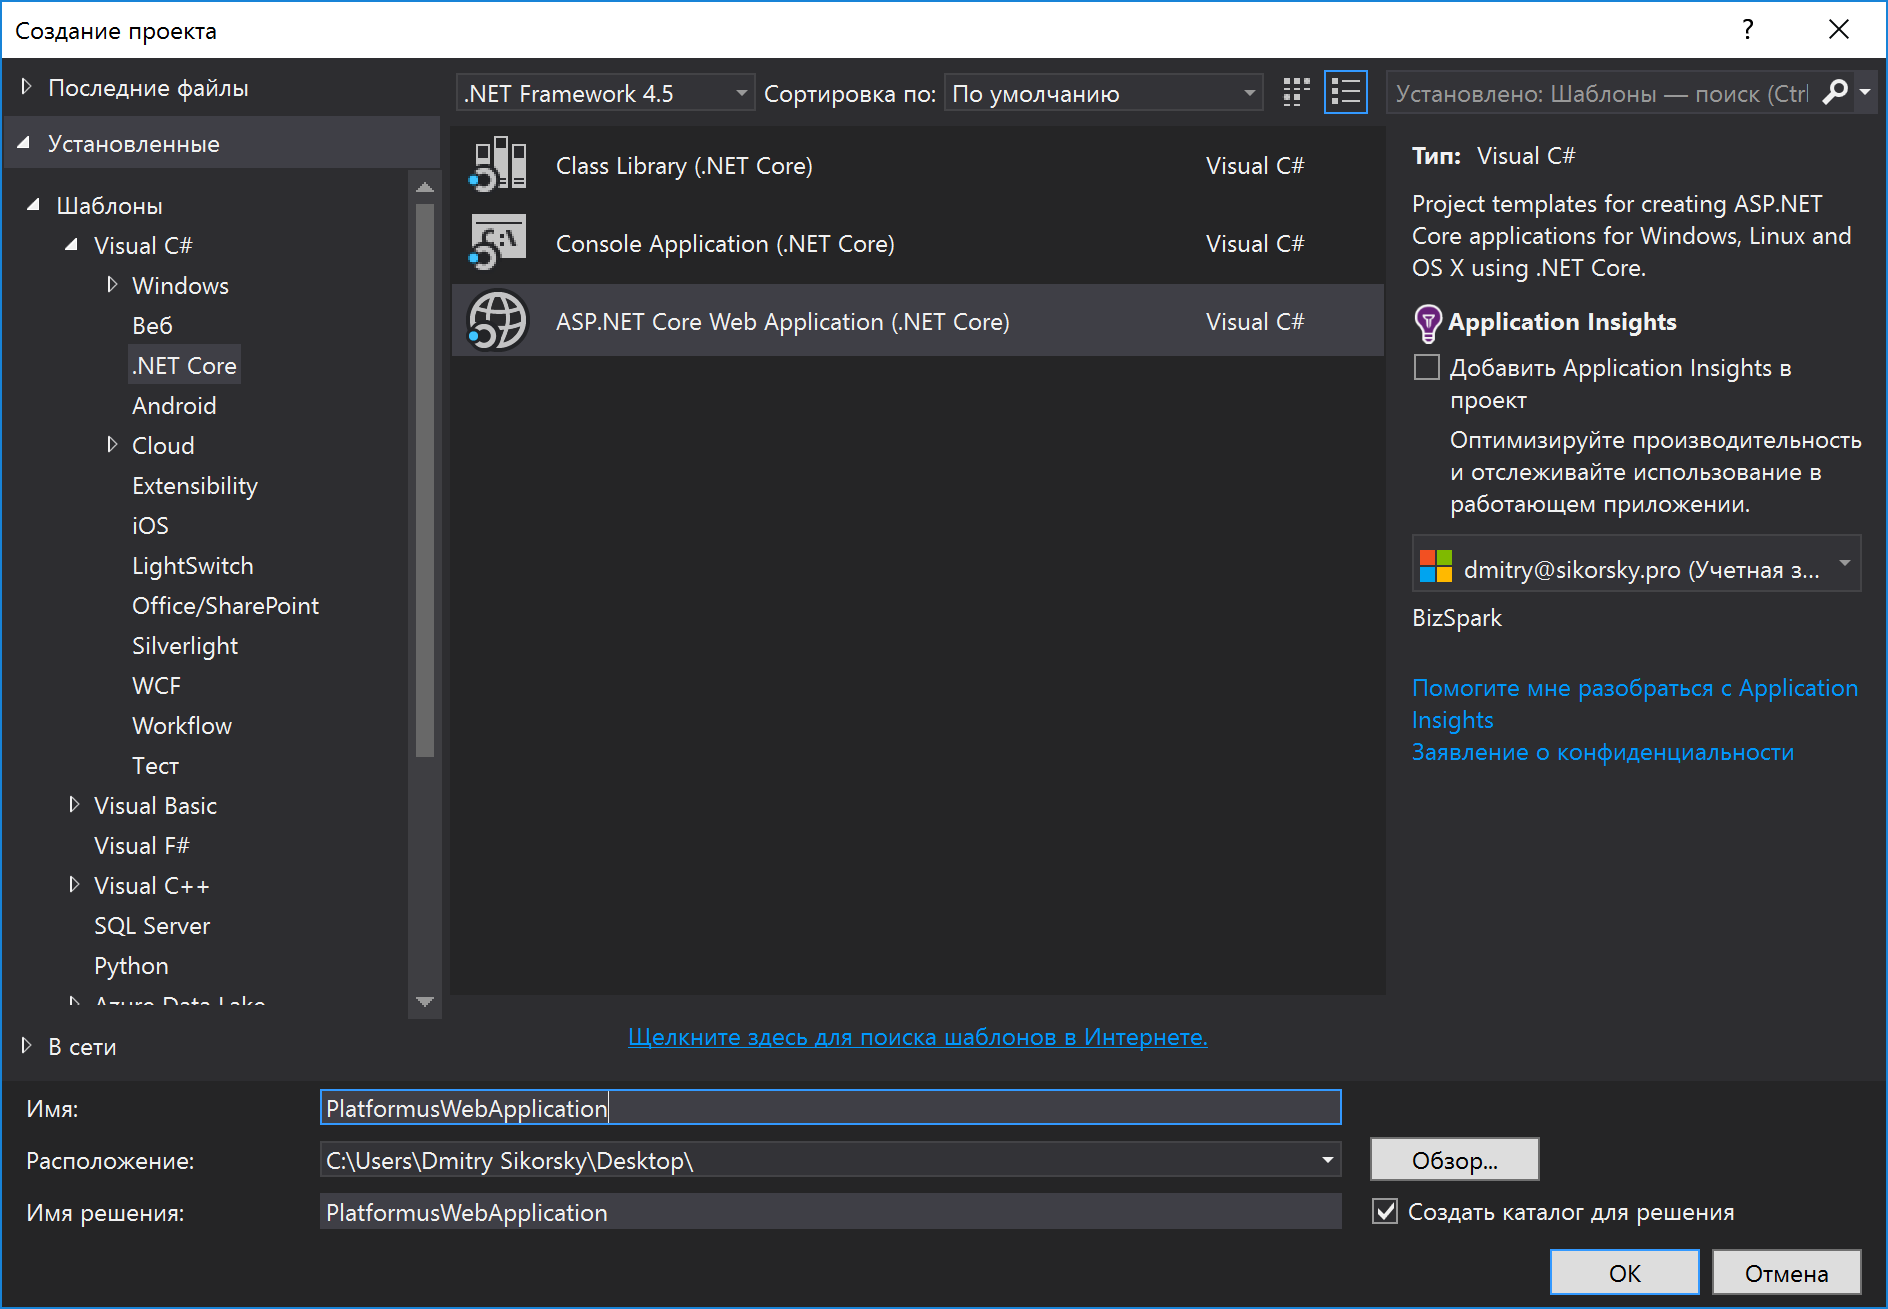 Создание проекта
?
Последние файлы
Установленные
Шаблоны
Visual C#
Windows
Веб
.NET Core
Android
Cloud
Extensibility
iOS
LightSwitch
Office/SharePoint
Silverlight
WCF
Workflow
Тест
Visual Basic
Visual F#
Visual C++
SQL Server
Python
Azure Data Lake
В сети
.NET Framework 4.5
Сортировка по:
По умолчанию
Установлено: Шаблоны — поиск (Ctrl
Class Library (.NET Core)
Visual C#
C:\
Console Application (.NET Core)
Visual C#
ASP.NET Core Web Application (.NET Core)
Visual C#
Щелкните здесь для поиска шаблонов в Интернете.
Тип: Visual C#
Project templates for creating ASP.NET
Core applications for Windows, Linux and
OS X using .NET Core.
Application Insights
Добавить Application Insights в
проект
Оптимизируйте производительность
и отслеживайте использование в
работающем приложении.
dmitry@sikorsky.pro (Учетная з...
BizSpark
Помогите мне разобраться с Application
Insights
Заявление о конфиденциальности
Имя:
PlatformusWebApplication
Расположение:
C:\Users\Dmitry Sikorsky\Desktop\
Обзор...
Имя решения:
PlatformusWebApplication
Создать каталог для решения
ОК
Отмена